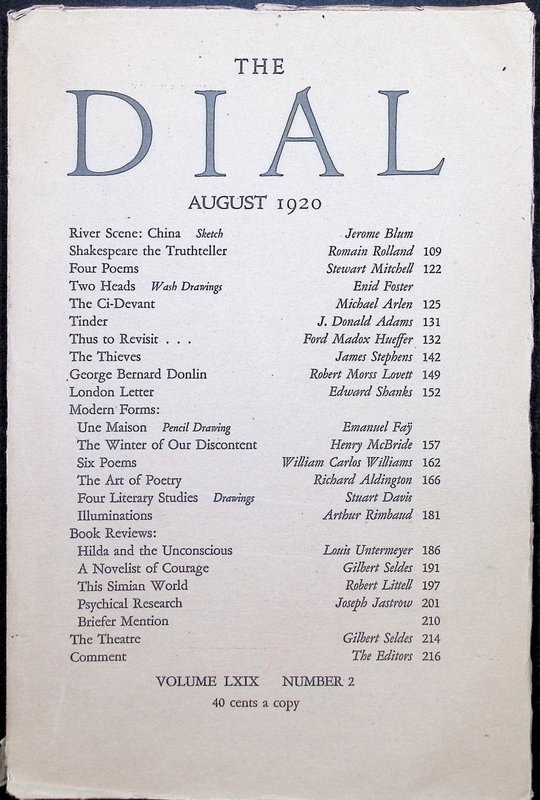 THE
DIAL
AUGUST 1920
River Scene: China Sketch Jerome Blum
Shakespeare the Truthteller Romain Rolland 109
Four Poems Stewart Mitchell 122
Two Heads Wash Drawings Enid Foster
The Ci-Devant Michael Arlen 125
Tinder J. Donald Adams 131
Thus to Revisit . . . Ford Madox Hueffer 132
The Thieves James Stephens 142
George Bernard Donlin Robert Morss Lovett 149
London Letter Edward Shanks 152
Modern Forms:
Une Maison Pencil Drawing Emanuel Faÿ
The Winter of Our Discontent Henry McBride 157
Six Poems William Carlos Williams 162
The Art of Poetry Richard Aldington 166
Four Literary Studies Drawings Stuart Davis
Illuminations Arthur Rimbaud 181
Book Reviews:
Hilda and the Unconscious Louis Untermeyer 186
A Novelist of Courage Gilbert Seldes 191
This Simian World Robert Littell 197
Psychical Research Joseph Jastrow 201
Briefer Mention 210
The Theatre Gilbert Seldes 214
Comment The Editors 216
VOLUME LXIX NUMBER 2
40 cents a copy